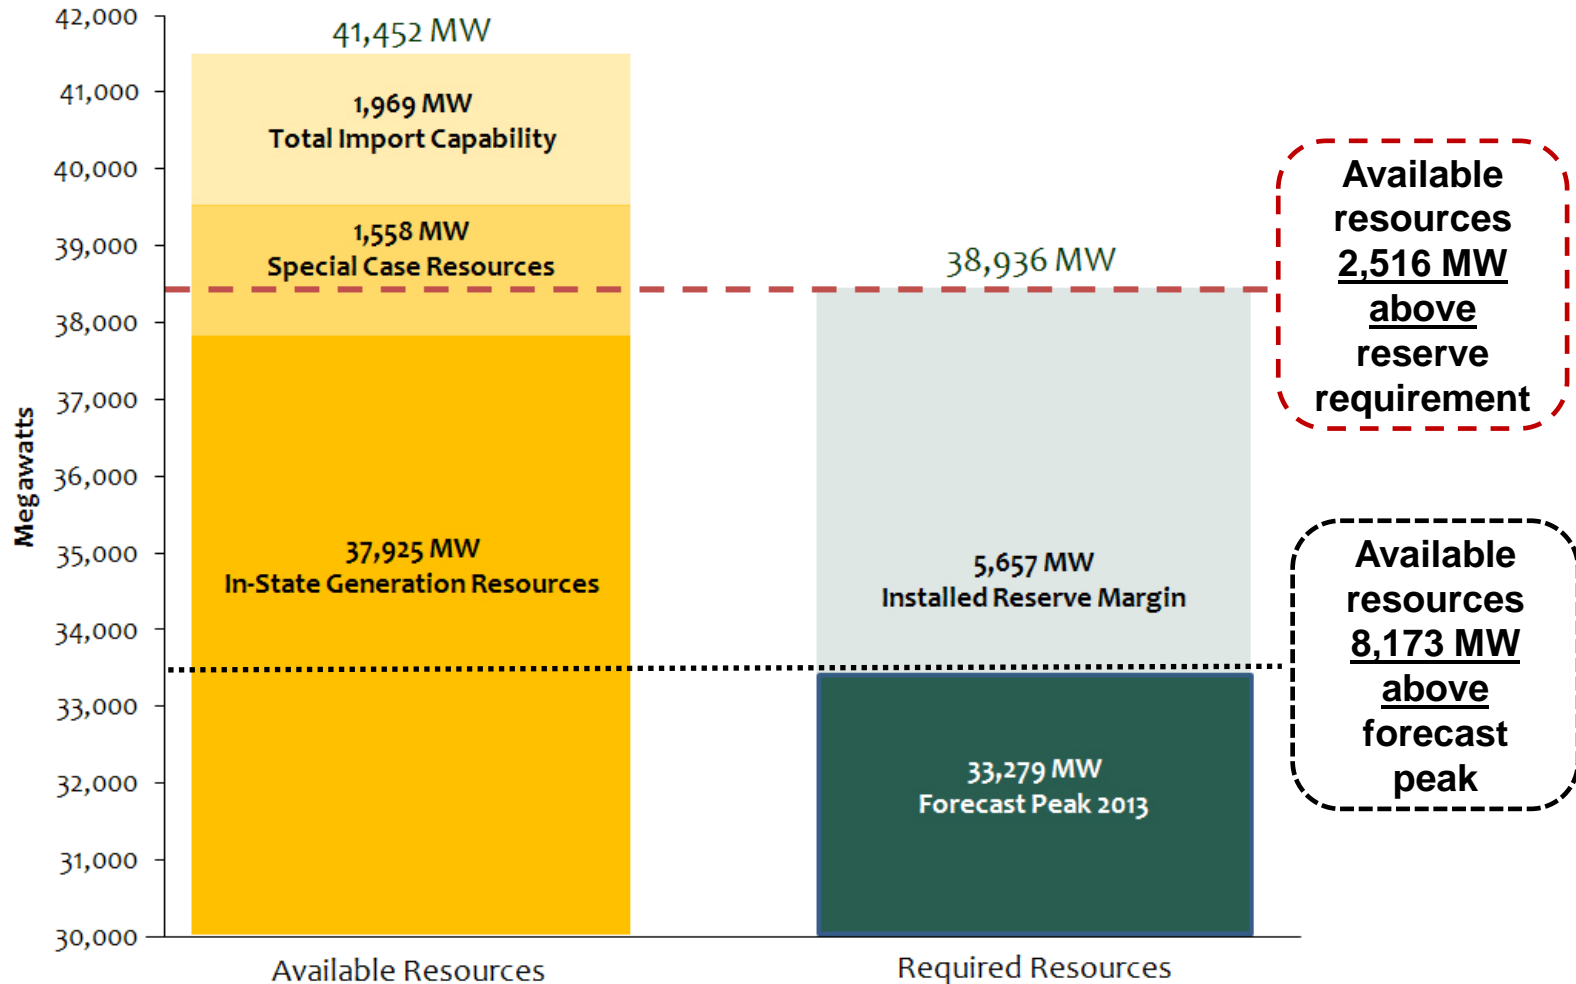 42,000
41,000
40,000
39,000
38,000
37,000
36,000
35,000
34,000
33,000
32,000
31,000
30,000
Megawatts
41,452 MW
1,969 MW
Total Import Capability
1,558 MW
Special Case Resources
37,925 MW
In-State Generation Resources
Available Resources
38,936 MW
5,657 MW
Installed Reserve Margin
33,279 MW
Forecast Peak 2013
Required Resources
Available
resources
2,516 MW
above
reserve
requirement
Available
resources
8,173 MW
above
forecast
peak